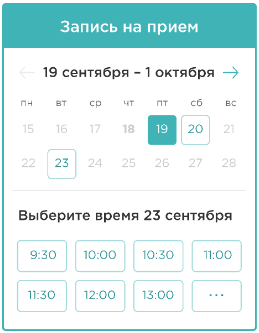 Запись на прием
← 19 сентября – 1 октября →
пн вт ср чт пт сб вс
15 16 17 18 19 20 21
22 23 24 25 26 27 28
Выберите время 23 сентября
9:30 10:00 10:30 11:00
11:30 12:00 13:00 ...